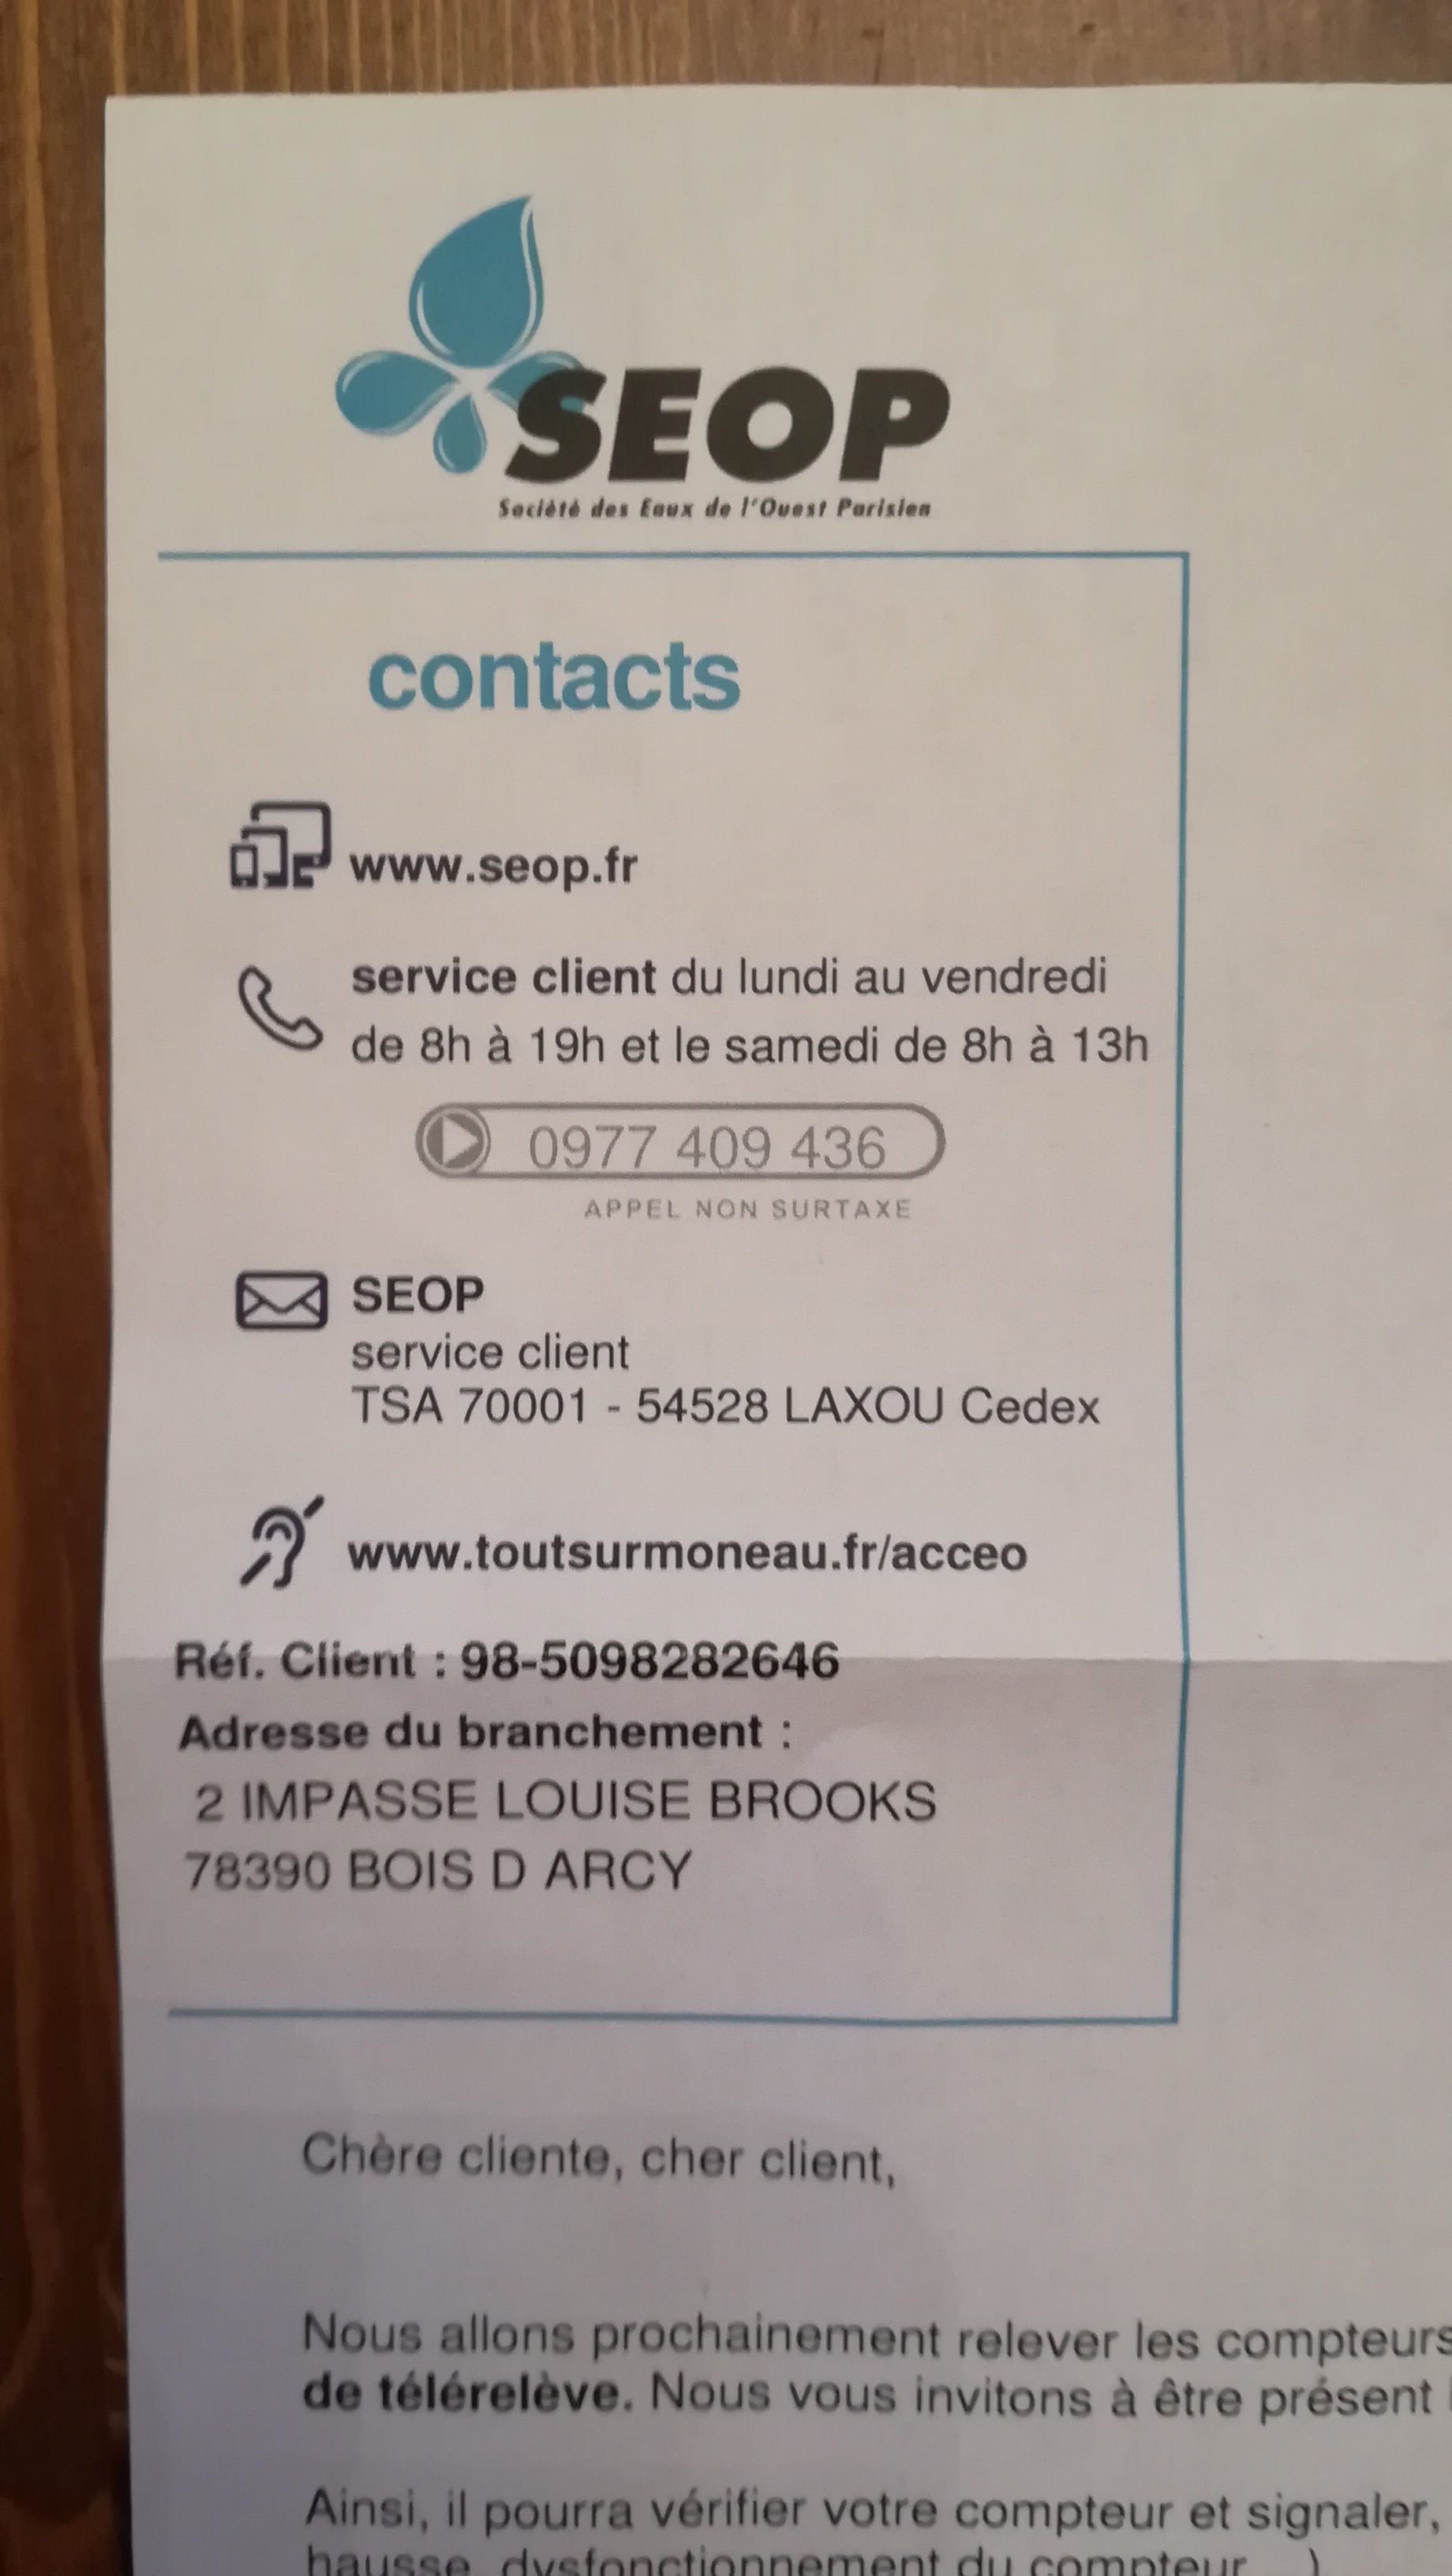 SEOP
Société des Eaux de l'Ouest Parisien
contacts
www.seop.fr
service client du lundi au vendredi
de 8h à 19h et le samedi de 8h à 13h
0977 409 436
APPEL NON SURTAXE
SEOP
service client
TSA 70001 - 54528 LAXOU Cedex
www.toutsurmoneau.fr/acceo
Réf. Client : 98-5098282646
Adresse du branchement :
2 IMPASSE LOUISE BROOKS
78390 BOIS D ARCY
Chère cliente, cher client,
Nous allons prochainement relever les compteurs
de télérelève. Nous vous invitons à être présent
Ainsi, il pourra vérifier votre compteur et signaler,
hausse, dysfonctionnement du compteur...)